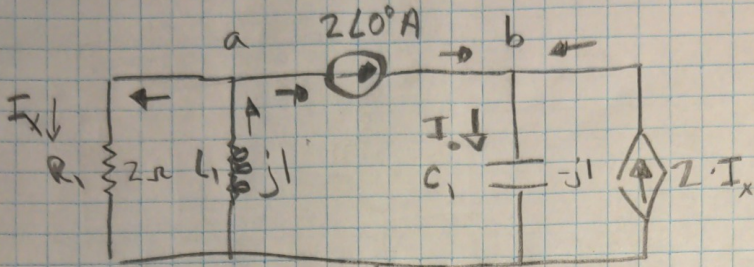 2∠0°A
a
b
Iₓ
I₀
R₁ 2Ω L₁ j1
C₁ -j1
2·Iₓ